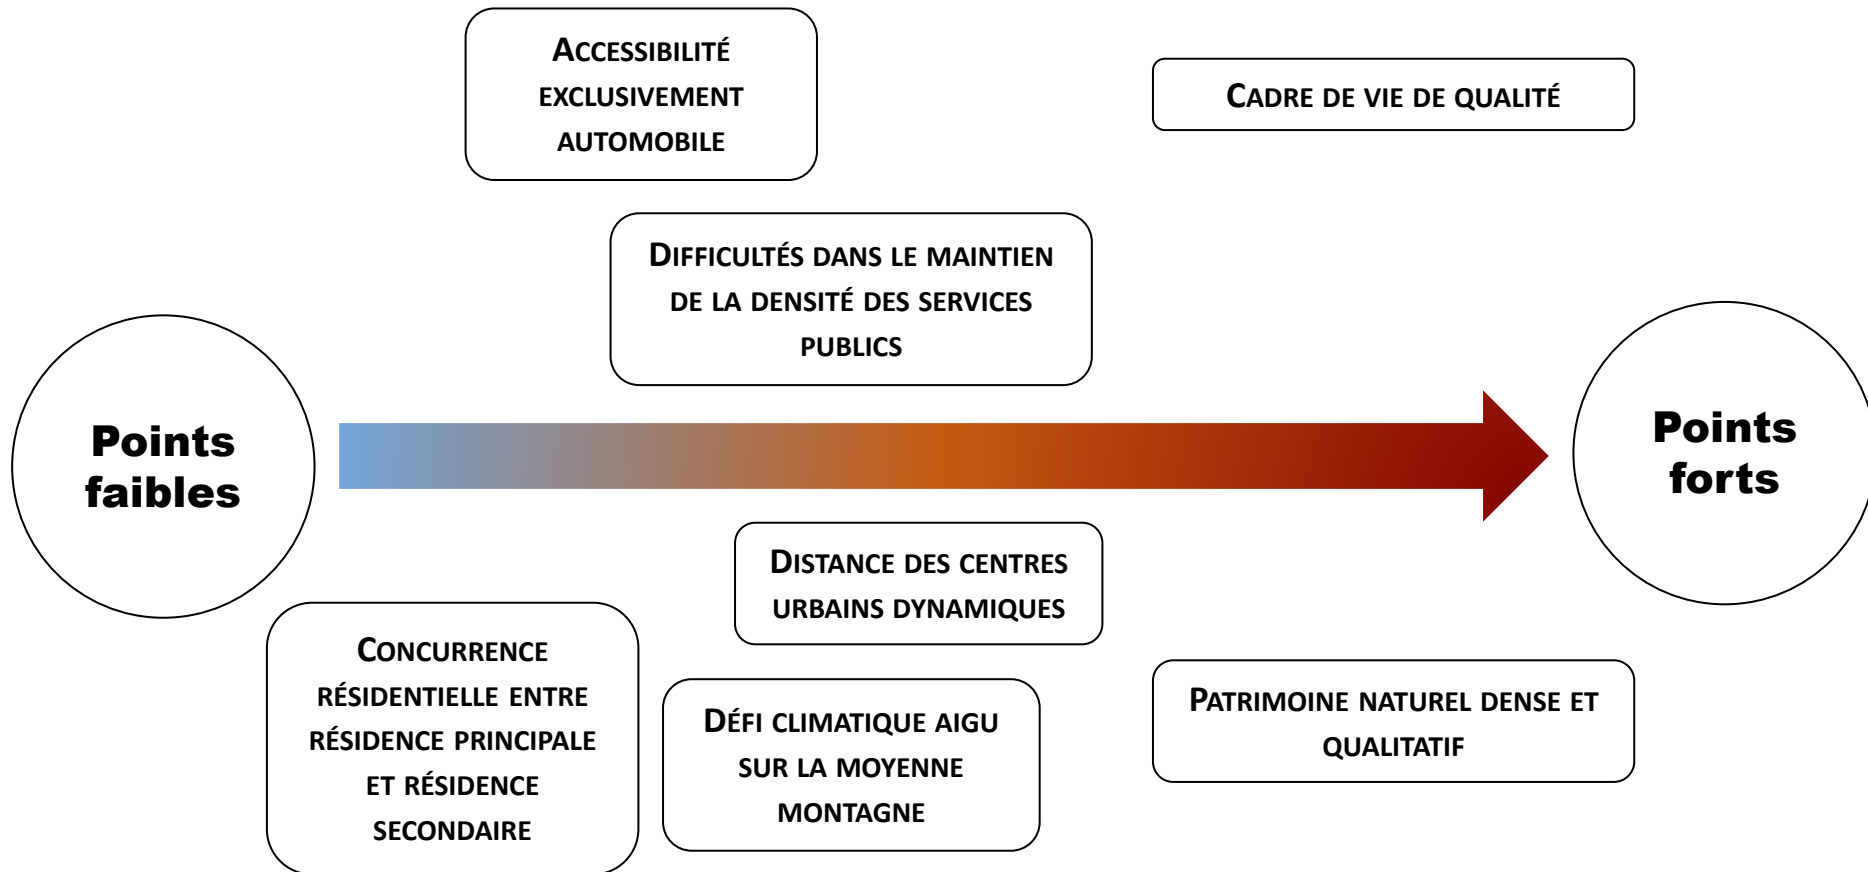 Accessibilité
exclusivement
automobile
Cadre de vie de qualité
Difficultés dans le maintien
de la densité des services
publics
Points
faibles
Points
forts
Distance des centres
urbains dynamiques
Concurrence
résidentielle entre
résidence principale
et résidence
secondaire
Défi climatique aigu
sur la moyenne
montagne
Patrimoine naturel dense et
qualitatif